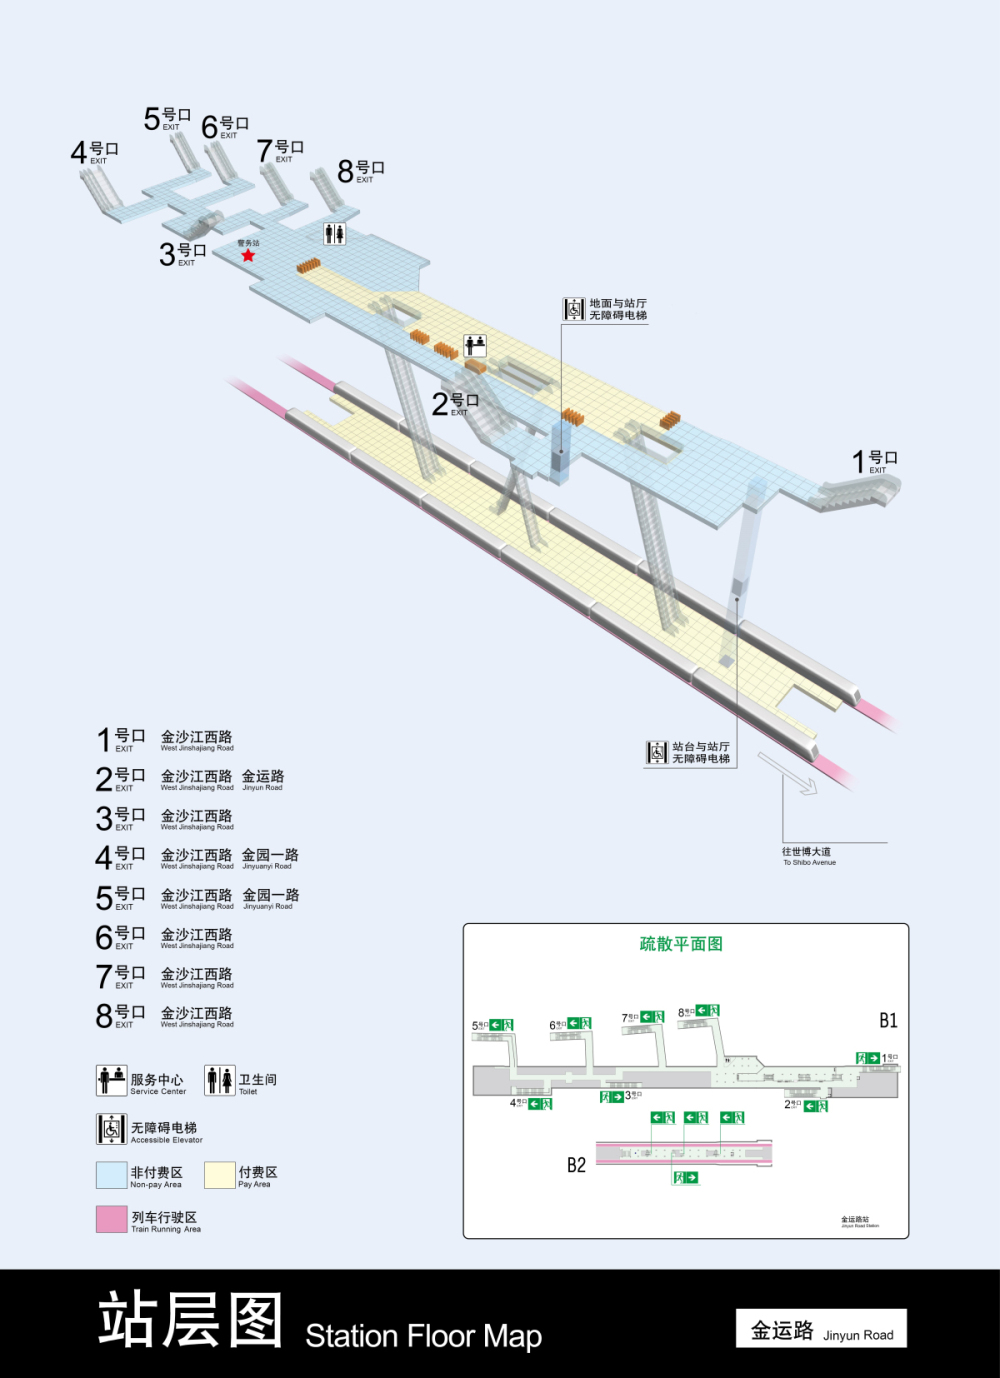 5号口
EXIT
6号口
EXIT
4号口
EXIT
7号口
EXIT
8号口
EXIT
3号口
EXIT
警务站
地面与站厅
无障碍电梯
2号口
EXIT
1号口
EXIT
站台与站厅
无障碍电梯
往世博大道
To Shibo Avenue
1号口 金沙江西路
EXIT West Jinshajiang Road
2号口 金沙江西路 金运路
EXIT West Jinshajiang Road Jinyun Road
3号口 金沙江西路
EXIT West Jinshajiang Road
4号口 金沙江西路 金园一路
EXIT West Jinshajiang Road Jinyuanyi Road
5号口 金沙江西路 金园一路
EXIT West Jinshajiang Road Jinyuanyi Road
6号口 金沙江西路
EXIT West Jinshajiang Road
7号口 金沙江西路
EXIT West Jinshajiang Road
8号口 金沙江西路
EXIT West Jinshajiang Road
服务中心 卫生间
Service Center Toilet
无障碍电梯
Accessible Elevator
非付费区 付费区
Non-pay Area Pay Area
列车行驶区
Train Running Area
疏散平面图
5号口
6号口
7号口
8号口
B1
1号口
4号口
3号口
2号口
B2
金运路站
Jinyun Road Station
站层图 Station Floor Map
金运路 Jinyun Road